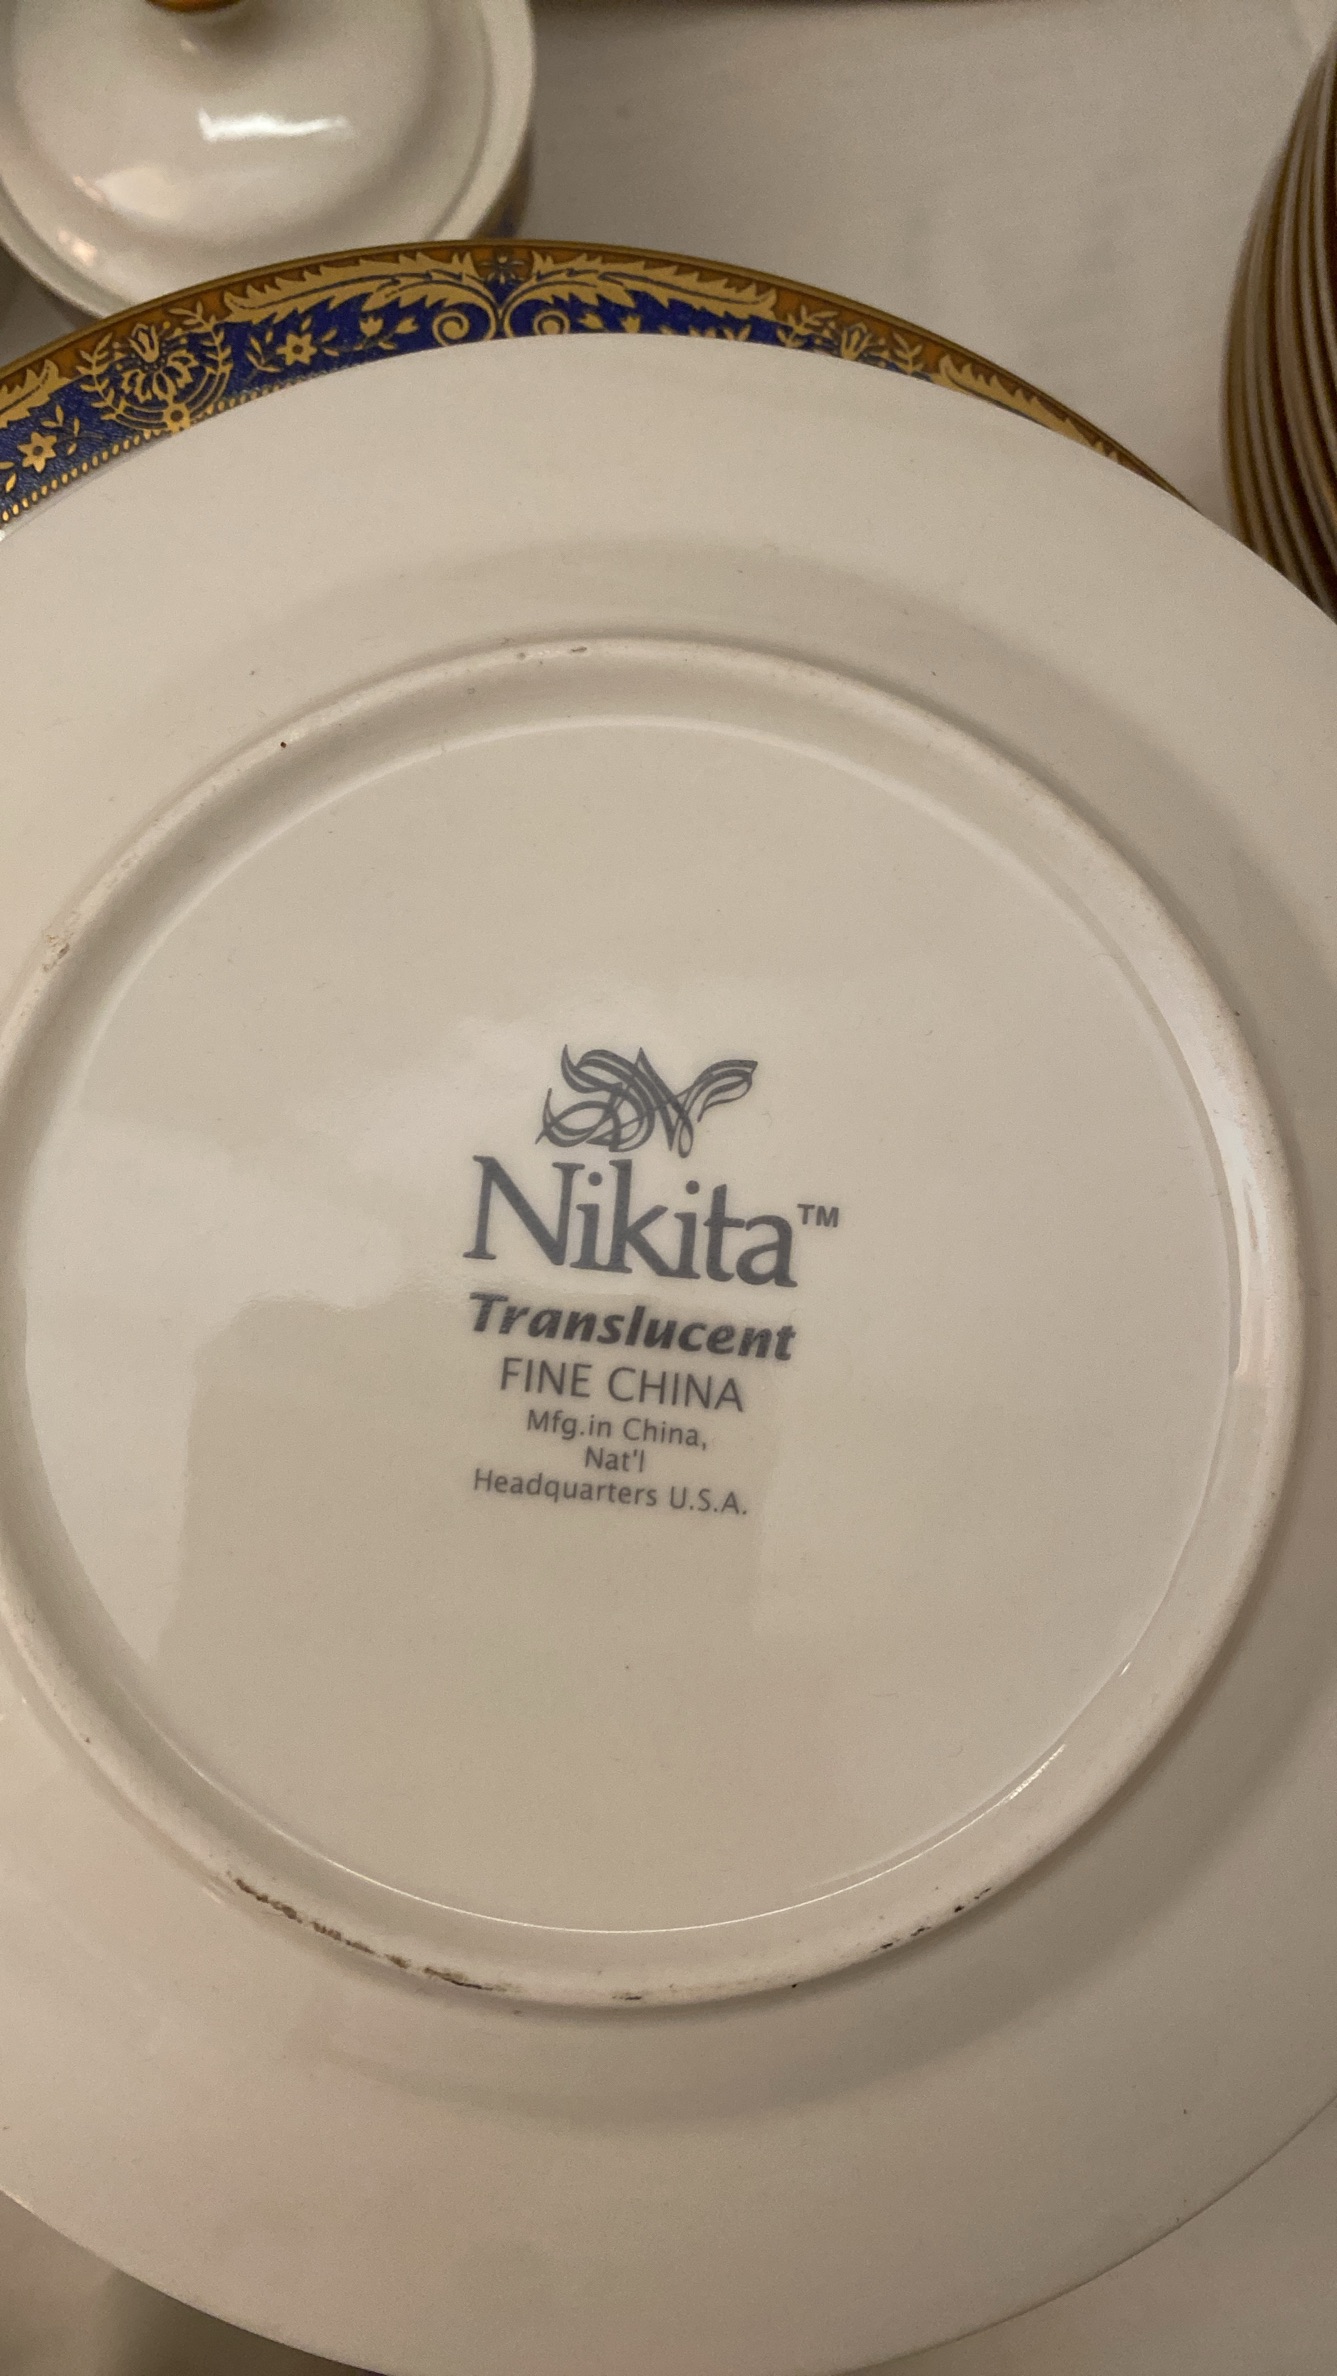 Nikita™
Translucent
FINE CHINA
Mfg.in China,
Nat'l
Headquarters U.S.A.